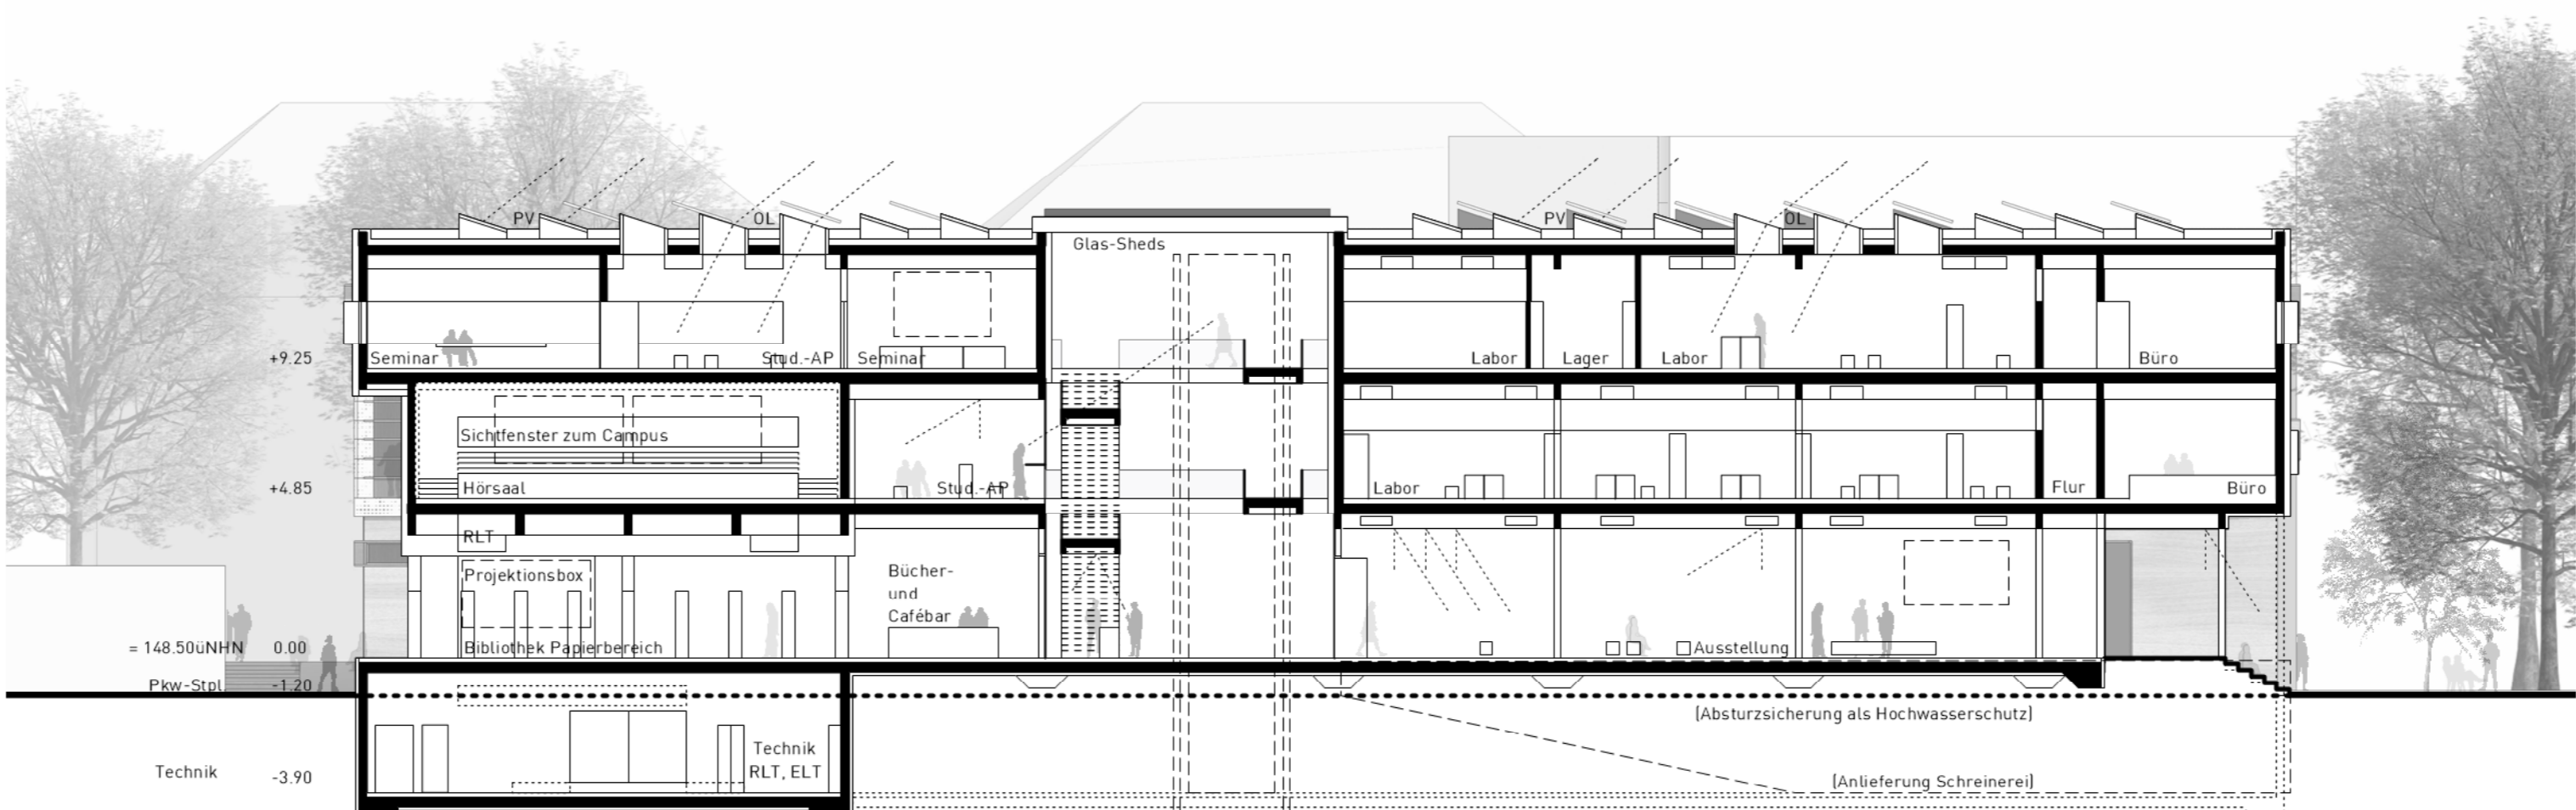 PV
OL
PV
OL
Glas-Sheds
+9.25
Seminar
Stud.-AP
Seminar
Labor
Lager
Labor
Büro
Sichtfenster zum Campus
+4.85
Hörsaal
Stud.-AP
Labor
Flur
Büro
RLT
Projektionsbox
Bücher-
und
Cafébar
= 148.50üNHN 0.00
Bibliothek Papierbereich
Ausstellung
Pkw-Stpl. -1.20
(Absturzsicherung als Hochwasserschutz)
Technik
RLT, ELT
Technik -3.90
(Anlieferung Schreinerei)